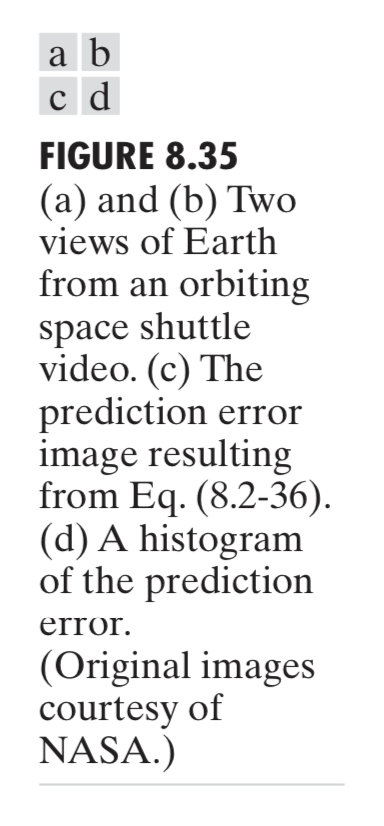 a b
c d
FIGURE 8.35
(a) and (b) Two
views of Earth
from an orbiting
space shuttle
video. (c) The
prediction error
image resulting
from Eq. (8.2-36).
(d) A histogram
of the prediction
error.
(Original images
courtesy of
NASA.)